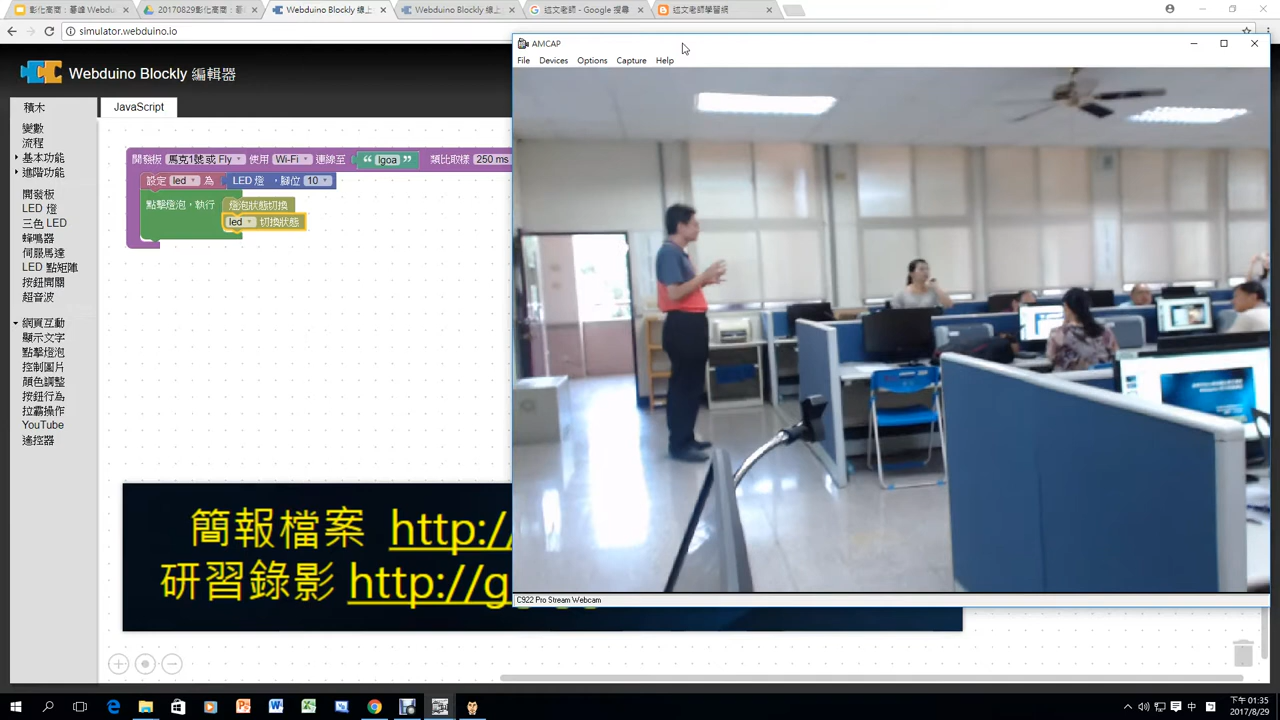 彰化高商：蕃蜂 Webdu
20170829彰化高商：蕃
Webduino Blockly 線上
Webduino Blockly 線上
這文老師 - Google 搜尋
這文老師學習網
simulator.webduino.io
Webduino Blockly 編輯器
積木
JavaScript
變數
流程
基本功能
進階功能
開發板
LED 燈
三色 LED
蜂鳴器
伺服馬達
LED 點矩陣
按鈕開關
超音波
網頁互動
顯示文字
點擊燈泡
控制圖片
顏色調整
按鈕行為
拉霸操作
YouTube
遙控器
開發板 馬克1號 或 Fly 使用 Wi-Fi 連線至 “ lgoa ” 類比取樣 250 ms
設定 led 為 LED 燈 ，腳位 10
點擊燈泡，執行 燈泡狀態切換
led 切換狀態
簡報檔案 http:/
研習錄影 http://g
AMCAP
File Devices Options Capture Help
C922 Pro Stream Webcam
中
下午 01:35
2017/8/29